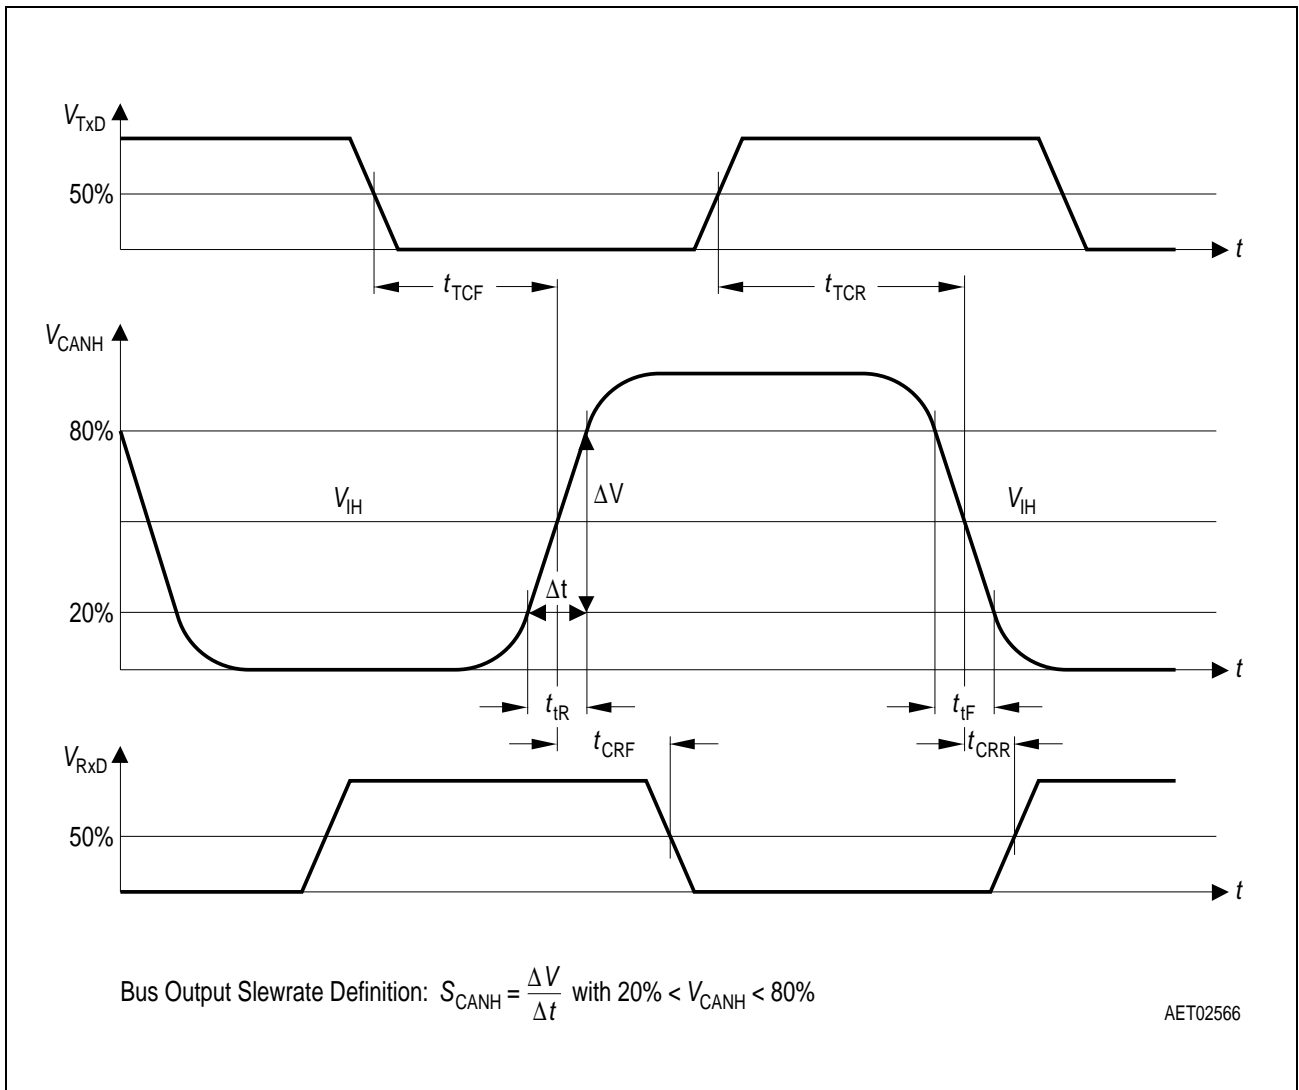 VTxD
50%
t
tTCF
tTCR
VCANH
80%
VIH
ΔV
VIH
Δt
20%
t
ttR
ttF
tCRF
tCRR
VRxD
50%
t
Bus Output Slewrate Definition: SCANH = ΔV/Δt with 20% < VCANH < 80%
AET02566